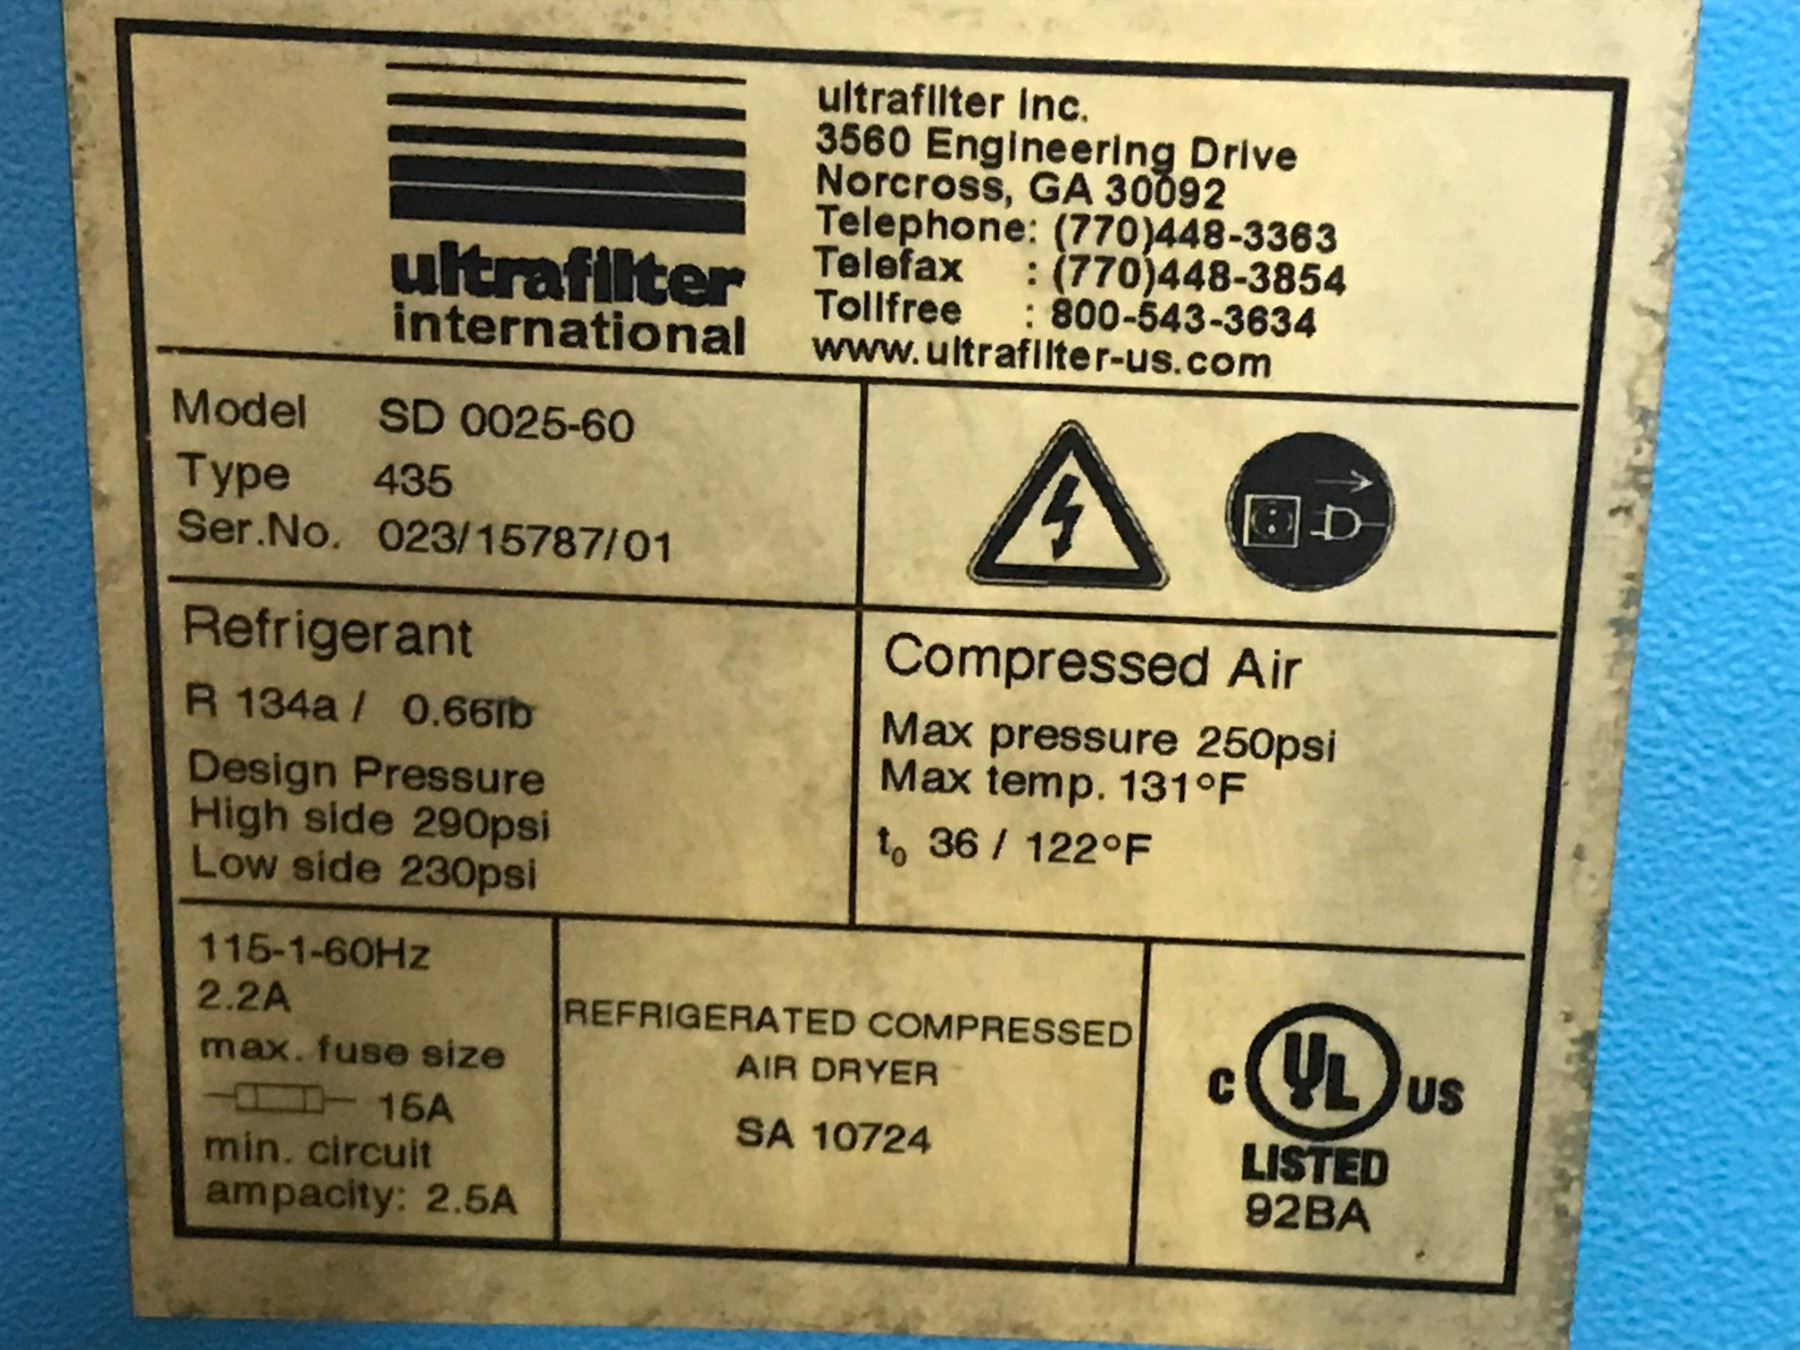 ultrafilter
international
ultrafilter Inc.
3560 Engineering Drive
Norcross, GA 30092
Telephone: (770)448-3363
Telefax : (770)448-3854
Tollfree : 800-543-3634
www.ultrafilter-us.com
Model SD 0025-60
Type 435
Ser.No. 023/15787/01
Refrigerant
R 134a / 0.66lb
Design Pressure
High side 290psi
Low side 230psi
Compressed Air
Max pressure 250psi
Max temp. 131°F
t₀ 36 / 122°F
115-1-60Hz
2.2A
max. fuse size
15A
min. circuit
ampacity: 2.5A
REFRIGERATED COMPRESSED
AIR DRYER
SA 10724
C UL US
LISTED
92BA